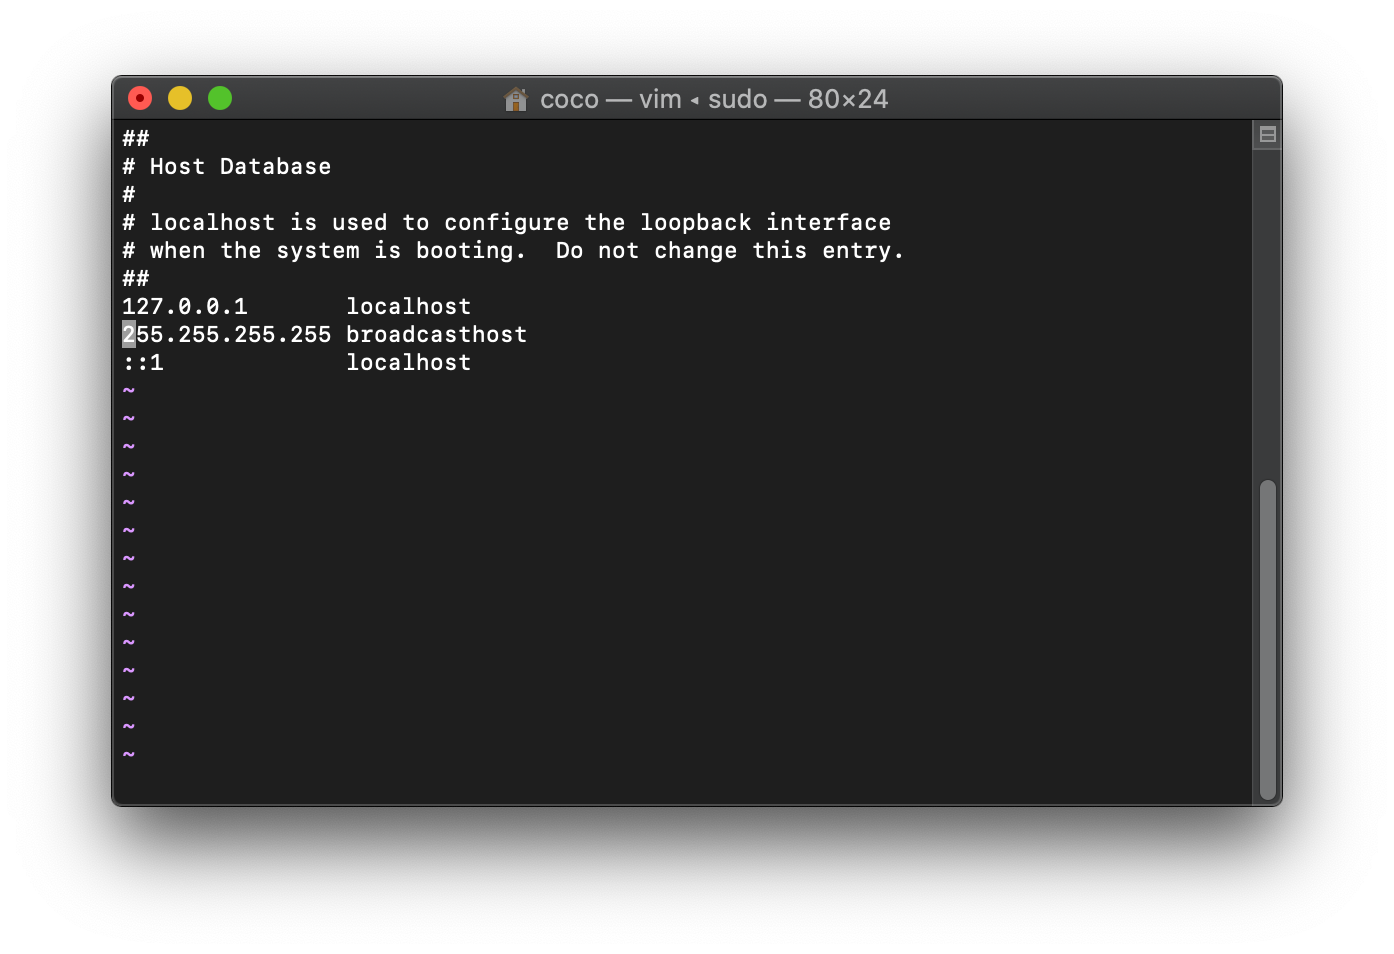 coco — vim ◂ sudo — 80×24
##
# Host Database
#
# localhost is used to configure the loopback interface
# when the system is booting.  Do not change this entry.
##
127.0.0.1       localhost
255.255.255.255 broadcasthost
::1             localhost
~
~
~
~
~
~
~
~
~
~
~
~
~
~